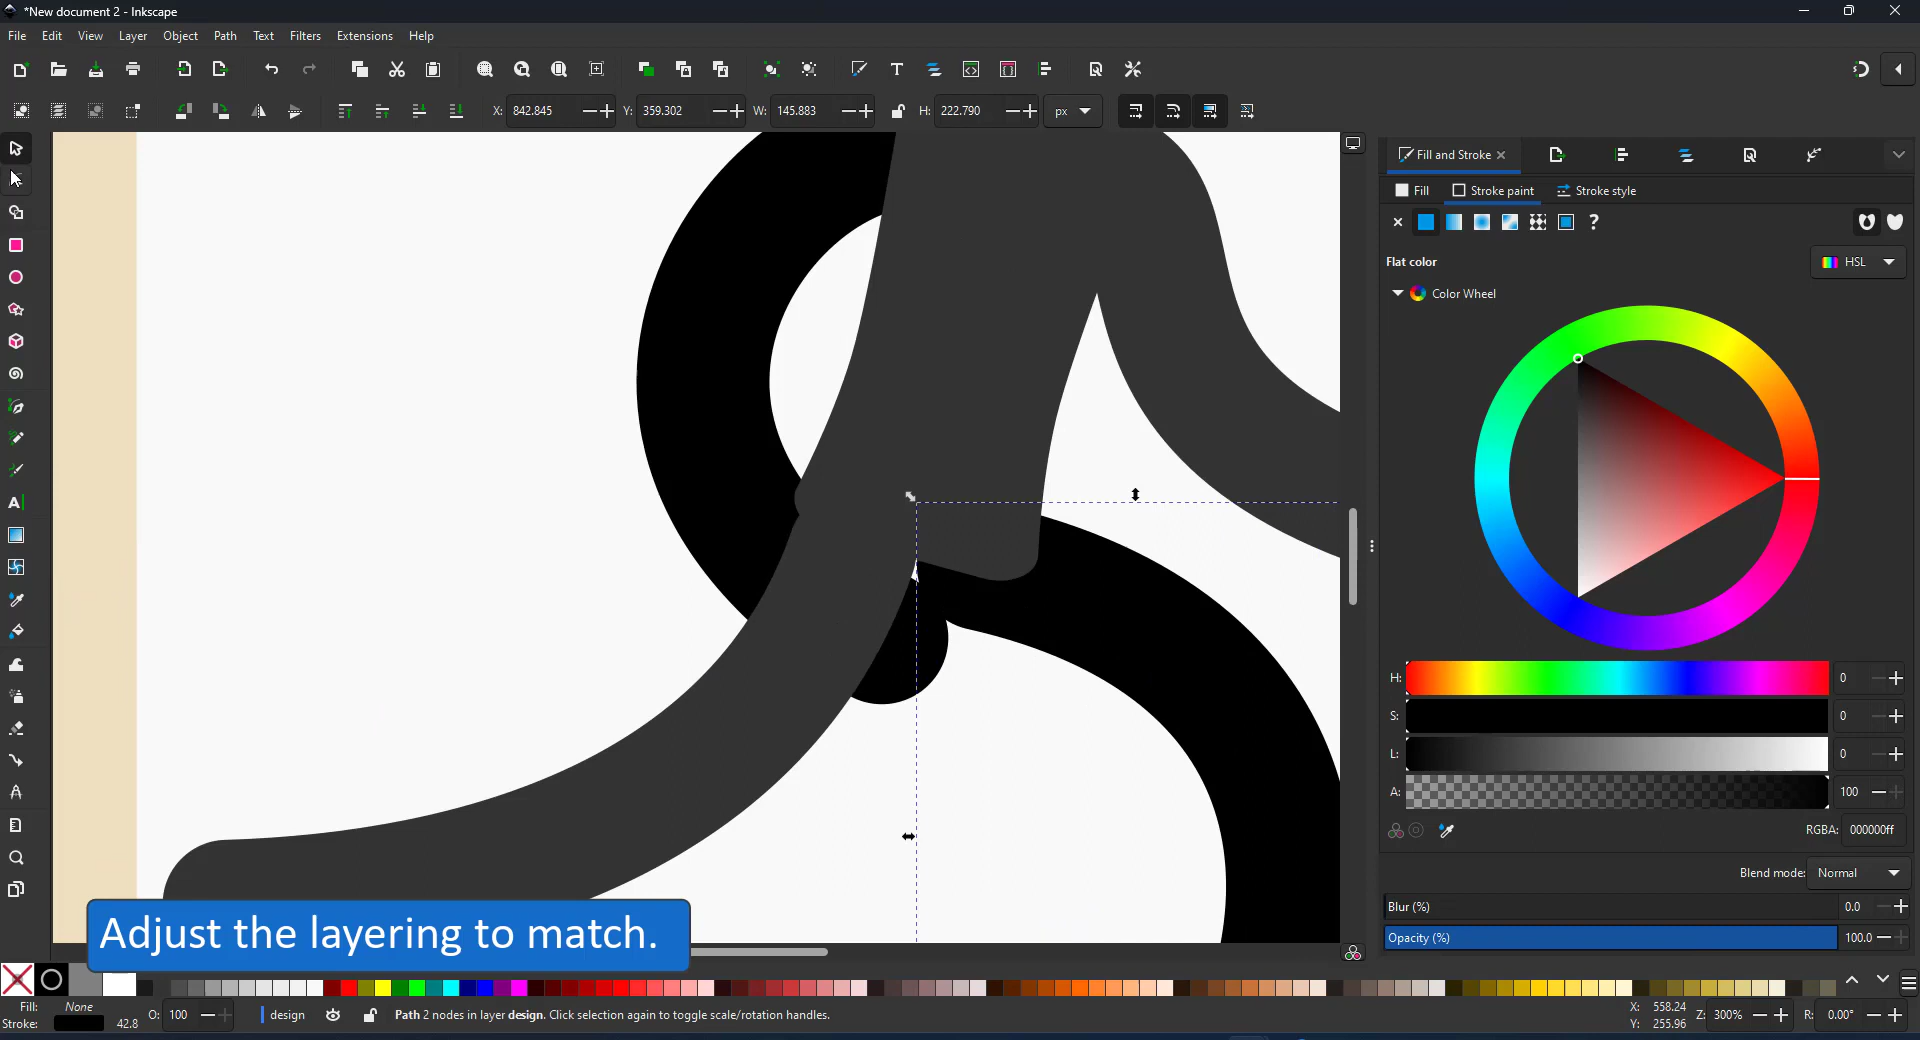 *New document 2 - Inkscape
File Edit View Layer Object Path Text Filters Extensions Help
X: 842.845 Y: 359.302 W: 145.883 H: 222.790 px
Fill and Stroke
Fill Stroke paint Stroke style
Flat color HSL
Color Wheel
H: 0
S: 0
L: 0
A: 100
RGBA: 000000ff
Blend mode: Normal
Blur (%) 0.0
Opacity (%) 100.0
Adjust the layering to match.
Fill: None
Stroke: 42.8 O: 100 design Path 2 nodes in layer design. Click selection again to toggle scale/rotation handles.
X: 558.24
Y: 255.96 Z: 300% R: 0.00°